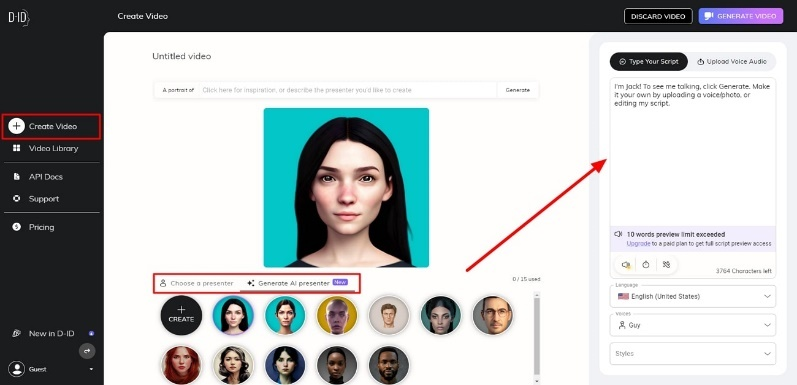 D-ID
Create Video
DISCARD VIDEO
GENERATE VIDEO
Create Video
Video Library
API Docs
Support
Pricing
New in D-ID
Guest
Untitled video
A portrait of
Click here for inspiration, or describe the presenter you'd like to create
Generate
Choose a presenter
Generate AI presenter
New
0 / 15 used
CREATE
Type Your Script
Upload Voice Audio
I'm Jack! To see me talking, click Generate. Make
it your own by uploading a voice/photo, or
editing my script.
10 words preview limit exceeded
Upgrade to a paid plan to get full script preview access
3764 Characters left
Language
English (United States)
Voices
Guy
Styles